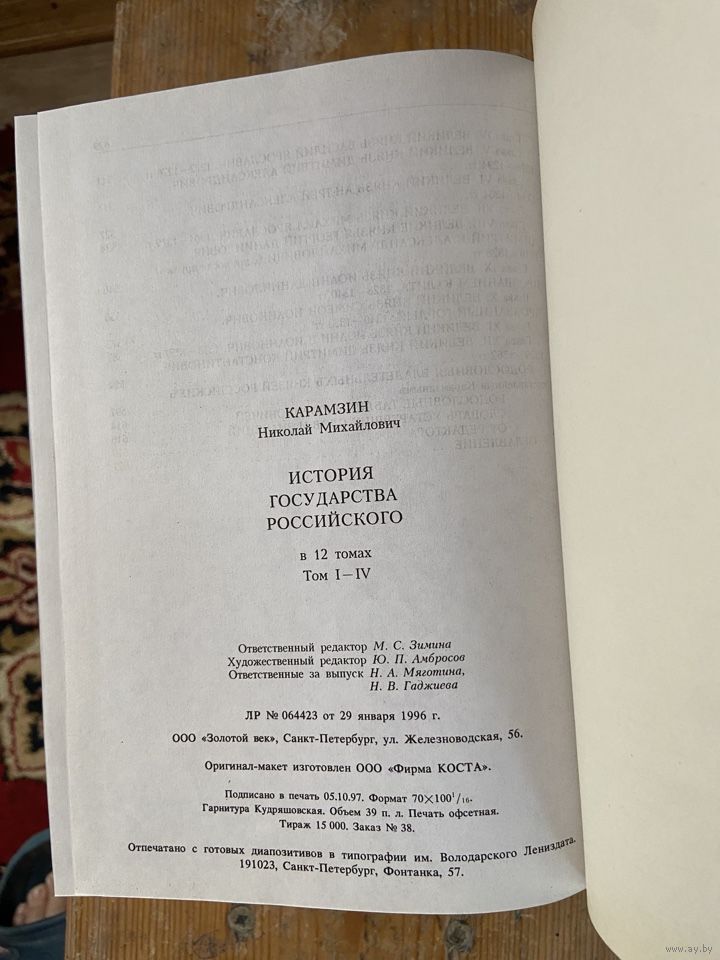 КАРАМЗИН
Николай Михайлович
ИСТОРИЯ
ГОСУДАРСТВА
РОССИЙСКОГО
в 12 томах
Том I—IV
Ответственный редактор М. С. Зимина
Художественный редактор Ю. П. Амбросов
Ответственные за выпуск Н. А. Мяготина,
Н. В. Гаджиева
ЛР № 064423 от 29 января 1996 г.
ООО «Золотой век», Санкт-Петербург, ул. Железноводская, 56.
Оригинал-макет изготовлен ООО «Фирма КОСТА».
Подписано в печать 05.10.97. Формат 70×100¹/₁₆.
Гарнитура Кудряшовская. Объем 39 п. л. Печать офсетная.
Тираж 15 000. Заказ № 38.
Отпечатано с готовых диапозитивов в типографии им. Володарского Лениздата.
191023, Санкт-Петербург, Фонтанка, 57.
www.ay.by